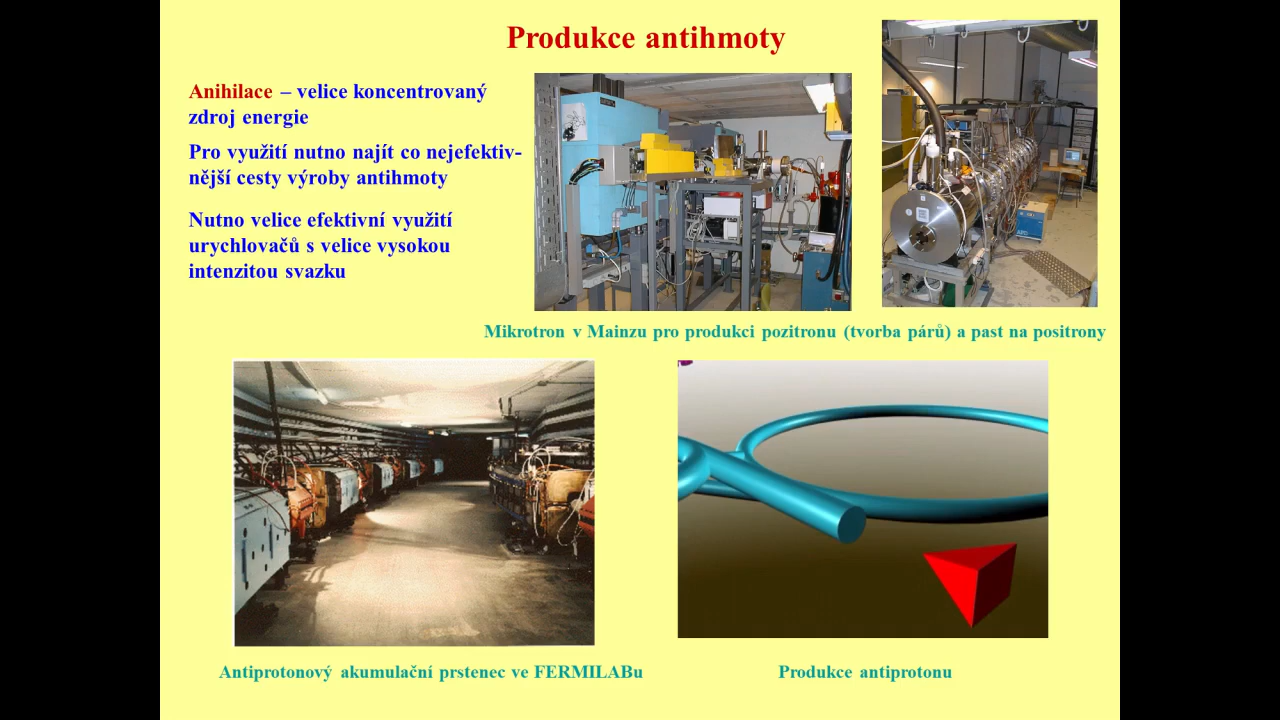 Produkce antihmoty
Anihilace – velice koncentrovaný
zdroj energie
Pro využití nutno najít co nejefektiv-
nější cesty výroby antihmoty
Nutno velice efektivní využití
urychlovačů s velice vysokou
intenzitou svazku
Mikrotron v Mainzu pro produkci pozitronu (tvorba párů) a past na positrony
Antiprotonový akumulační prstenec ve FERMILABu
Produkce antiprotonu